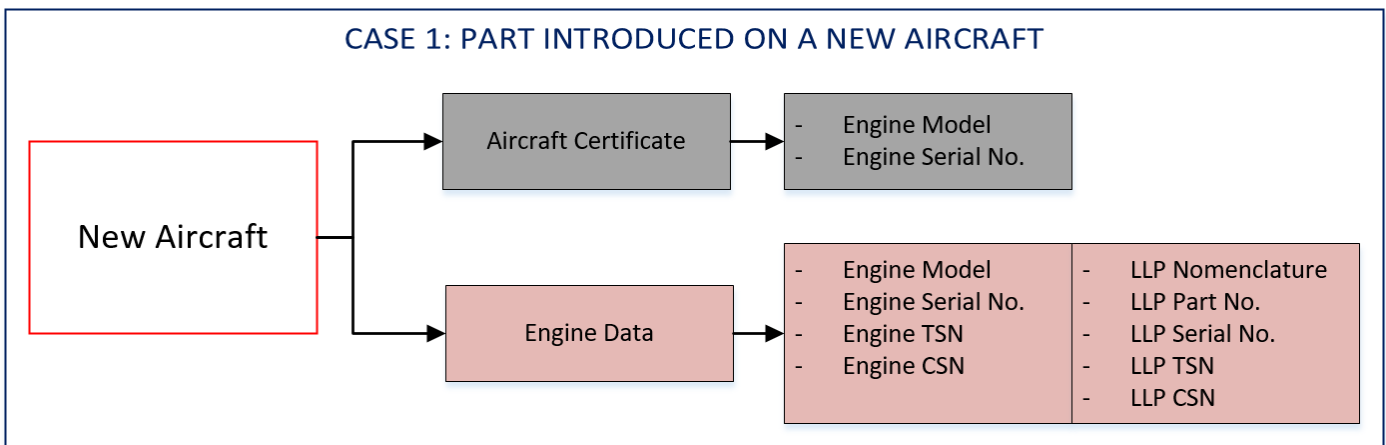 CASE 1: PART INTRODUCED ON A NEW AIRCRAFT
New Aircraft
Aircraft Certificate
- Engine Model
- Engine Serial No.
Engine Data
- Engine Model
- Engine Serial No.
- Engine TSN
- Engine CSN
- LLP Nomenclature
- LLP Part No.
- LLP Serial No.
- LLP TSN
- LLP CSN